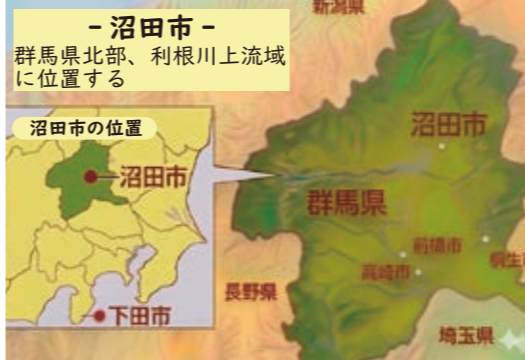 - 沼田市 -
群馬県北部、利根川上流域
に位置する
新潟県
沼田市の位置
沼田市
下田市
沼田市
群馬県
前橋市
高崎市
桐生市
長野県
埼玉県